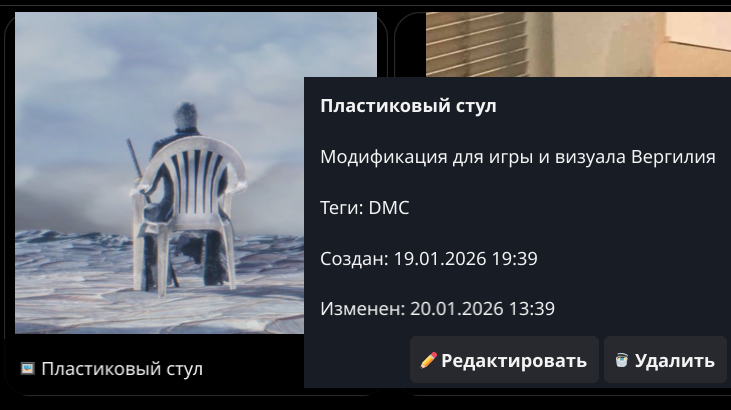 Пластиковый стул
Модификация для игры и визуала Вергилия
Теги: DMC
Создан: 19.01.2026 19:39
Изменен: 20.01.2026 13:39
Редактировать
Удалить
Пластиковый стул